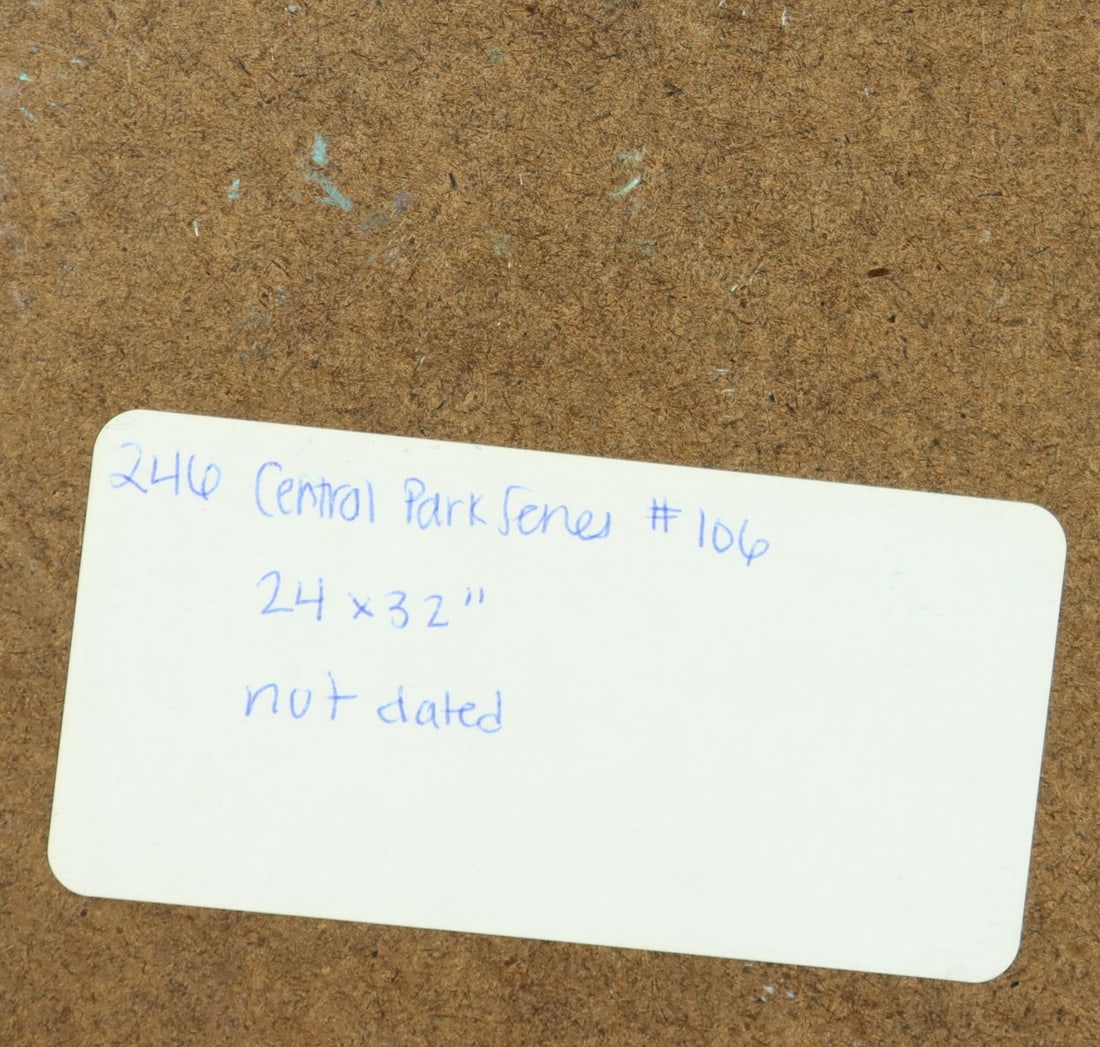 246 Central Park Series #106
24 x 32"
not dated